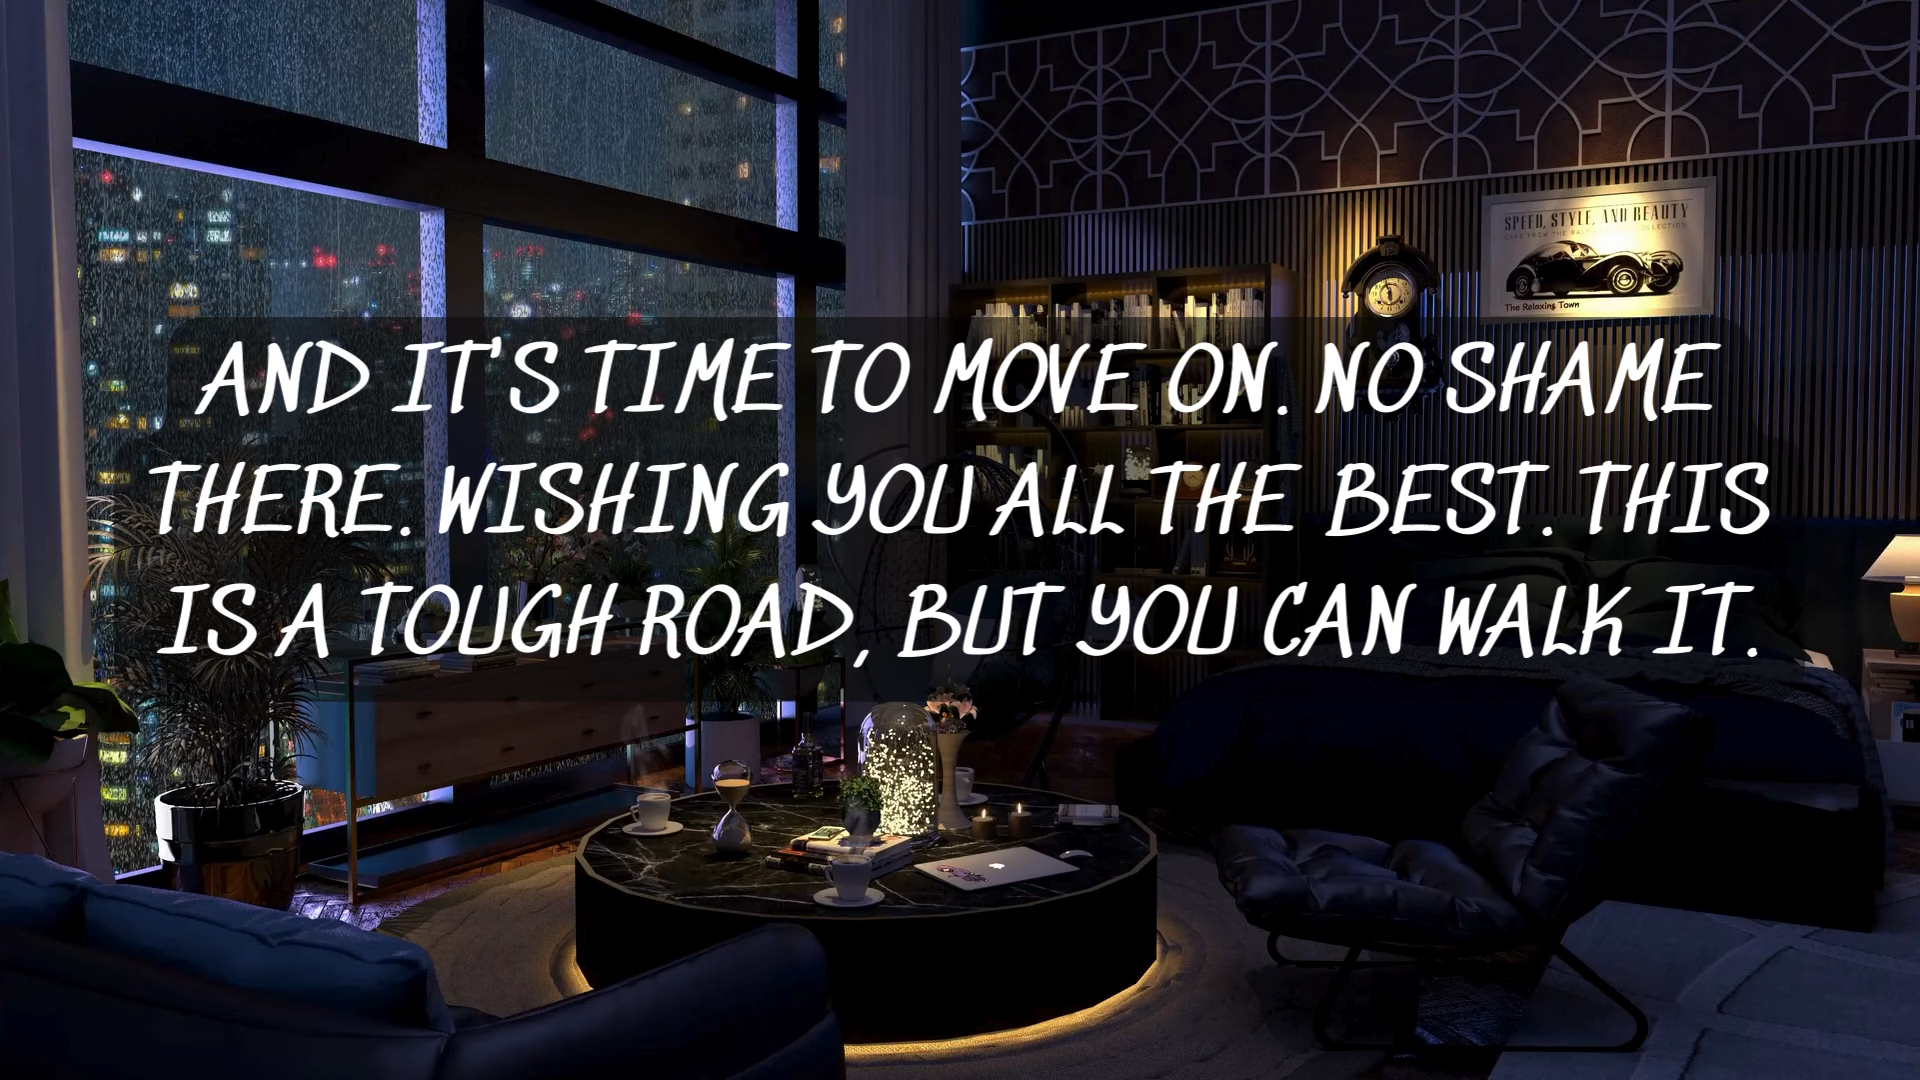 SPEED, STYLE, AND BEAUTY
The Relaxing Town
AND IT'S TIME TO MOVE ON. NO SHAME
THERE. WISHING YOU ALL THE BEST. THIS
IS A TOUGH ROAD, BUT YOU CAN WALK IT.